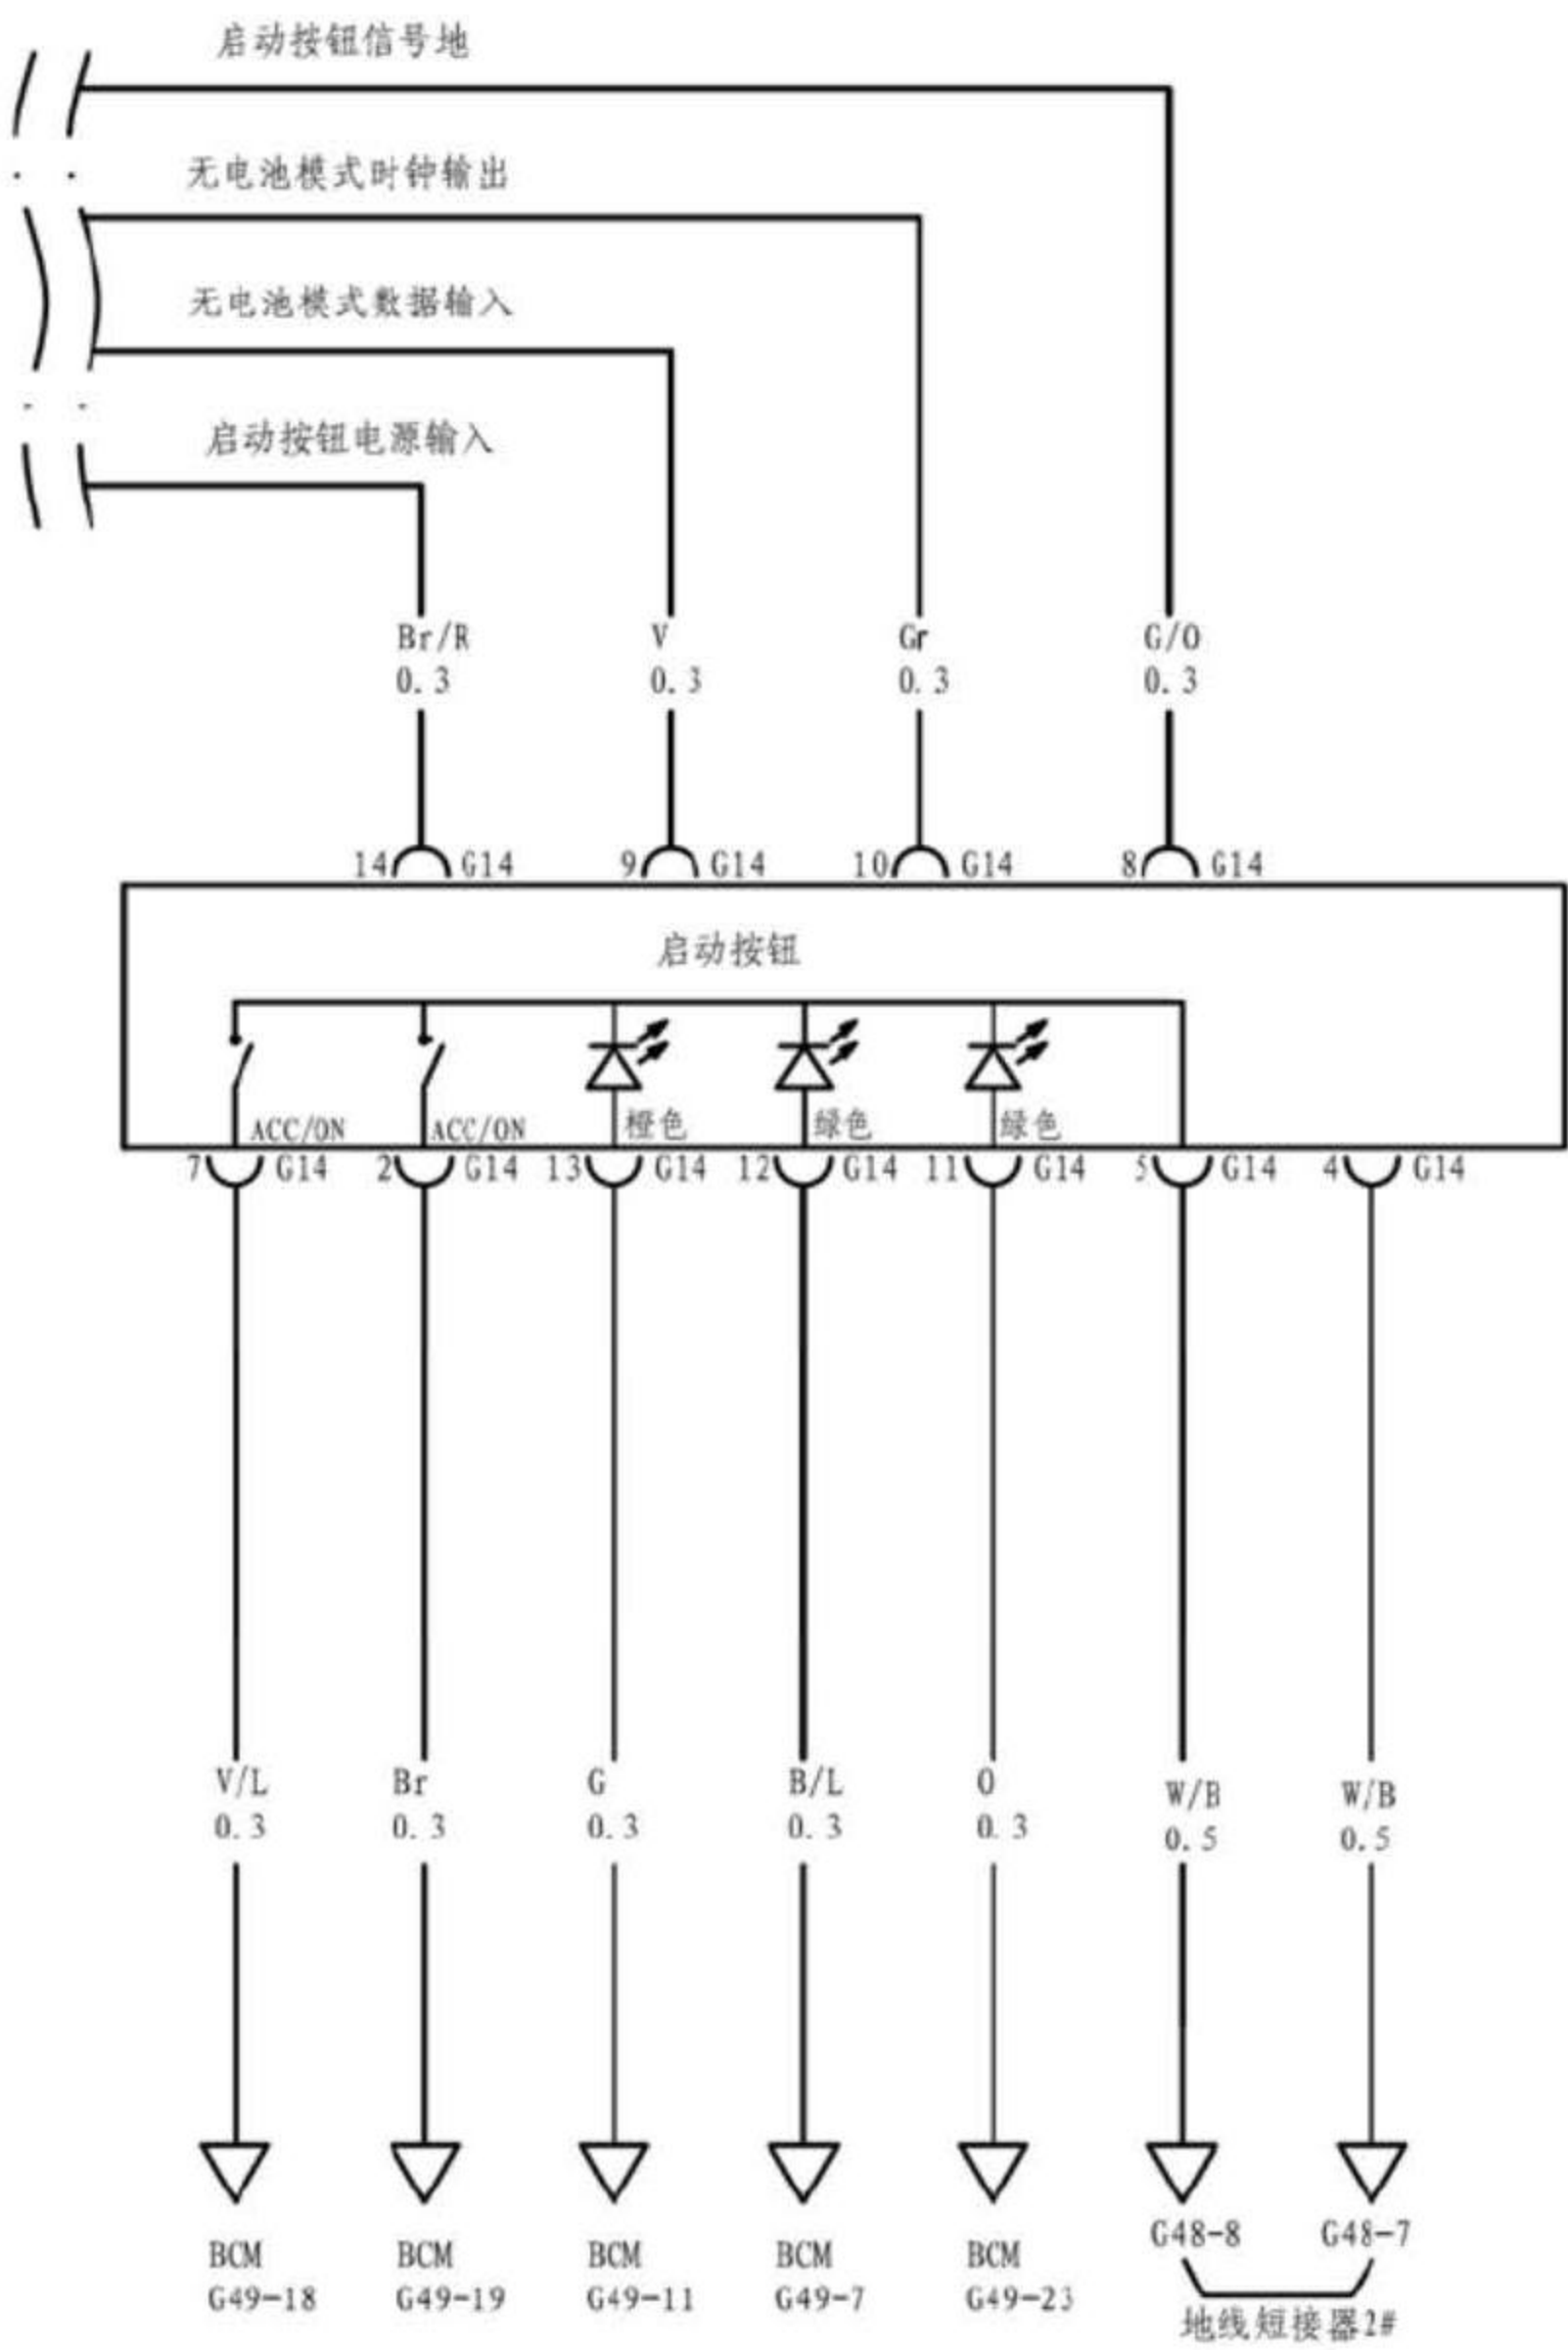 启动按钮信号地
无电池模式时钟输出
无电池模式数据输入
启动按钮电源输入
Br/R V Gr G/O
0.3 0.3 0.3 0.3
14 G14 9 G14 10 G14 8 G14
启动按钮
ACC/ON ACC/ON 橙色 绿色 绿色
7 G14 2 G14 13 G14 12 G14 11 G14 5 G14 4 G14
V/L Br G B/L O W/B W/B
0.3 0.3 0.3 0.3 0.3 0.5 0.5
G48-8 G48-7
BCM BCM BCM BCM BCM
G49-18 G49-19 G49-11 G49-7 G49-23
地线短接器2#